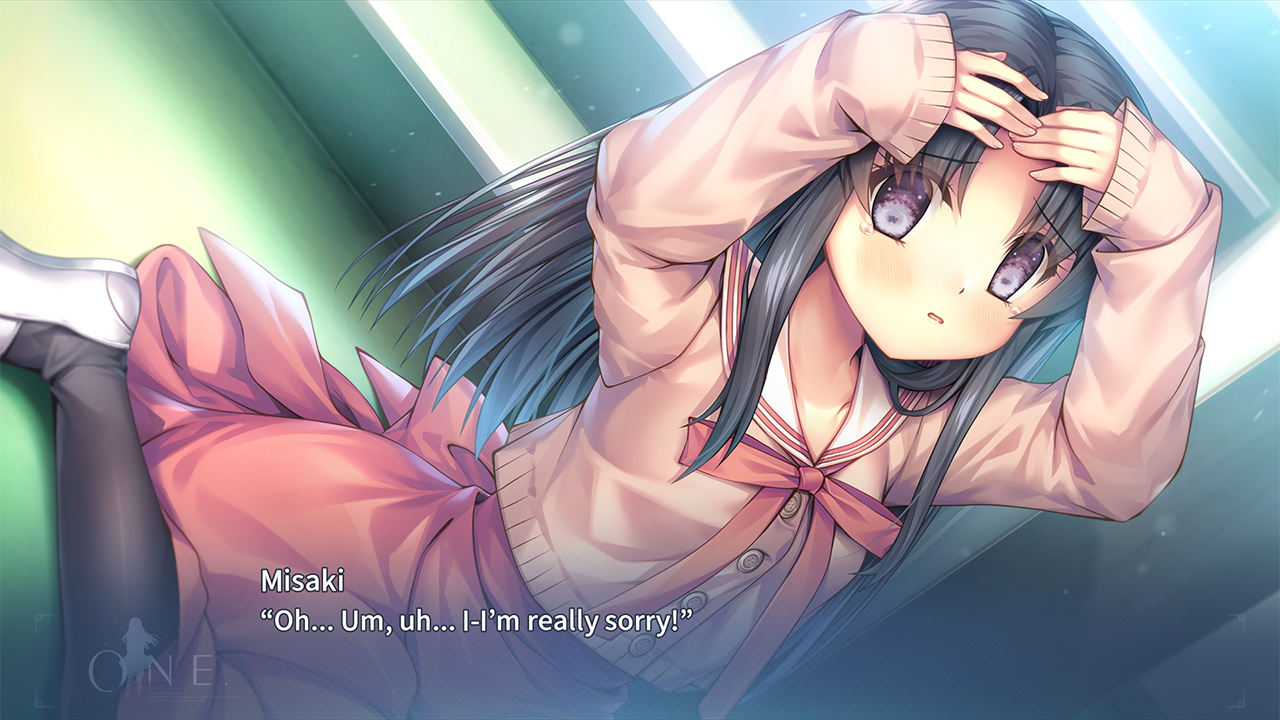 Misaki
“Oh... Um, uh... I-I’m really sorry!”
ONE.